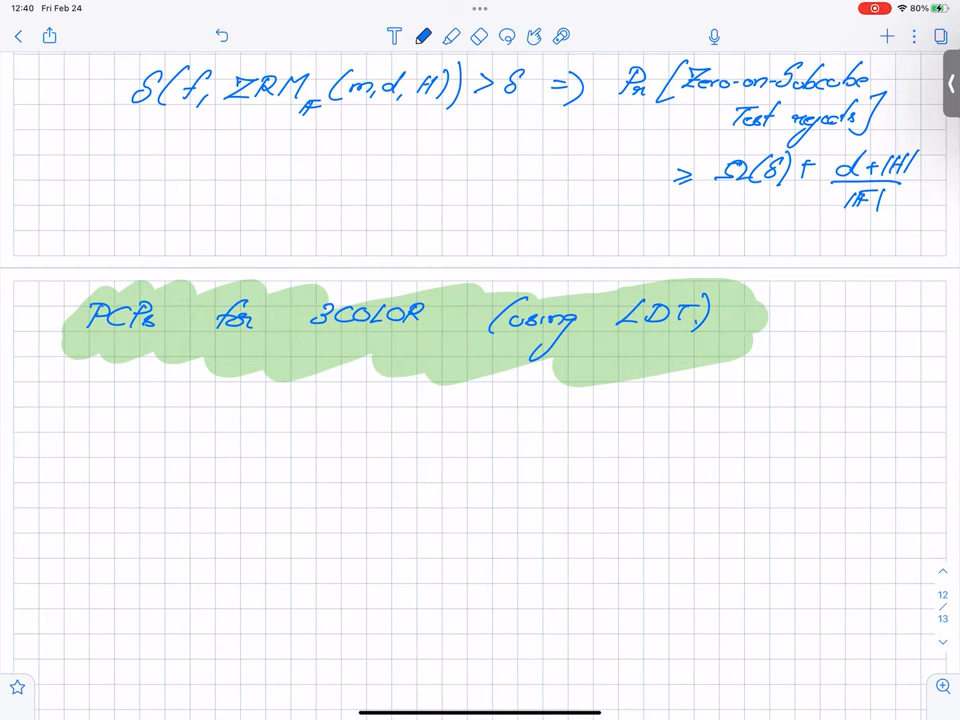 12:40 Fri Feb 24
80%
T
δ(f, ZRM_𝔽(m,d,H)) > δ => Pr[Zero-on-Subcube
Test rejects]
≥ Ω(δ) + d+|H| / |𝔽|
PCPs for 3COLOR (using LDT.)
12
/
13